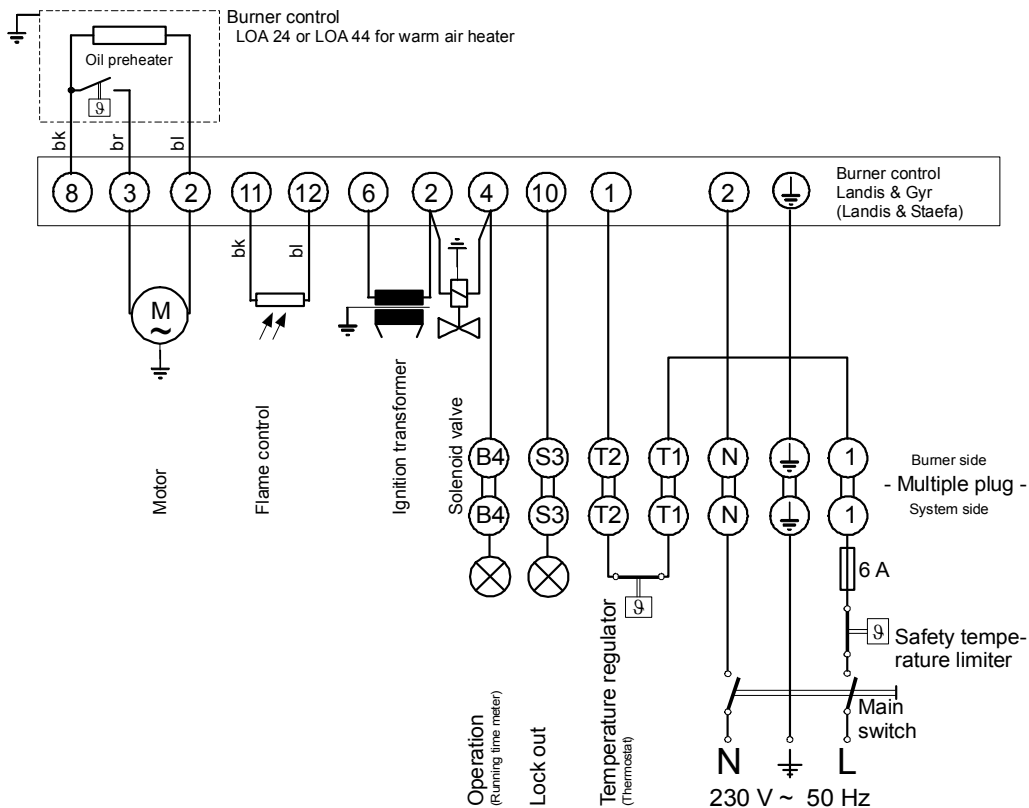 Burner control
LOA 24 or LOA 44 for warm air heater
Oil preheater
ϑ
bk
br
bl
8
3
2
11
12
6
2
4
10
1
2
Burner control
Landis & Gyr
(Landis & Staefa)
bk
bl
M
~
Motor
Flame control
Ignition transformer
Solenoid valve
B4
S3
T2
T1
N
1
Burner side
- Multiple plug -
B4
S3
T2
T1
N
1
System side
6 A
ϑ
ϑ
Safety tempe-
rature limiter
Main
switch
Operation
(Running time meter)
Lock out
Temperature regulator
(Thermostat)
N
L
230 V ~ 50 Hz